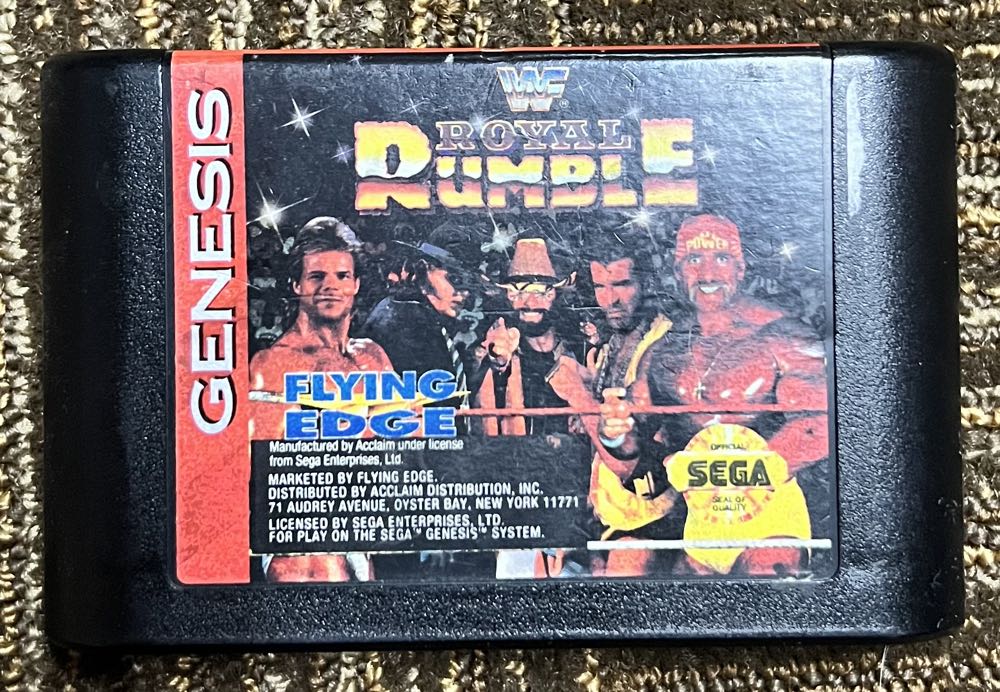 GENESIS
WF
®
ROYAL
RUMBLE
POWER
FLYING
EDGE
Manufactured by Acclaim under license
from Sega Enterprises, Ltd.
MARKETED BY FLYING EDGE.
DISTRIBUTED BY ACCLAIM DISTRIBUTION, INC.
71 AUDREY AVENUE, OYSTER BAY, NEW YORK 11771
LICENSED BY SEGA ENTERPRISES, LTD.
FOR PLAY ON THE SEGA™ GENESIS™ SYSTEM.
OFFICIAL
SEGA
SEAL OF
QUALITY